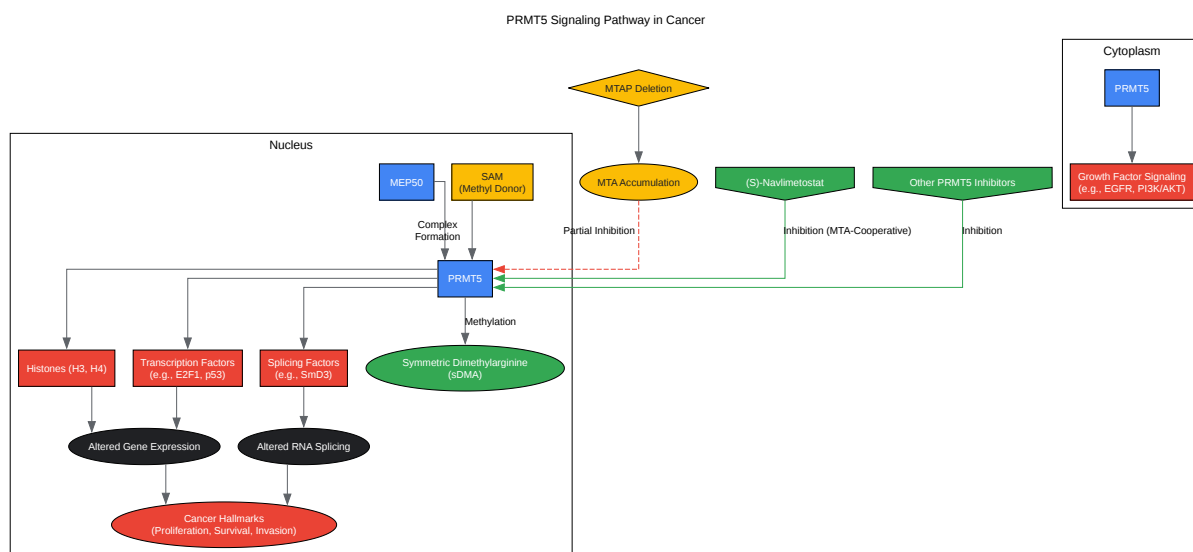 PRMT5 Signaling Pathway in Cancer
Cytoplasm
MTAP Deletion
PRMT5
Nucleus
MEP50
SAM
(Methyl Donor)
MTA Accumulation
(S)-Navlimetostat
Other PRMT5 Inhibitors
Growth Factor Signaling
(e.g., EGFR, PI3K/AKT)
Complex
Formation
Partial Inhibition
Inhibition (MTA-Cooperative)
Inhibition
PRMT5
Methylation
Histones (H3, H4)
Transcription Factors
(e.g., E2F1, p53)
Splicing Factors
(e.g., SmD3)
Symmetric Dimethylarginine
(sDMA)
Altered Gene Expression
Altered RNA Splicing
Cancer Hallmarks
(Proliferation, Survival, Invasion)